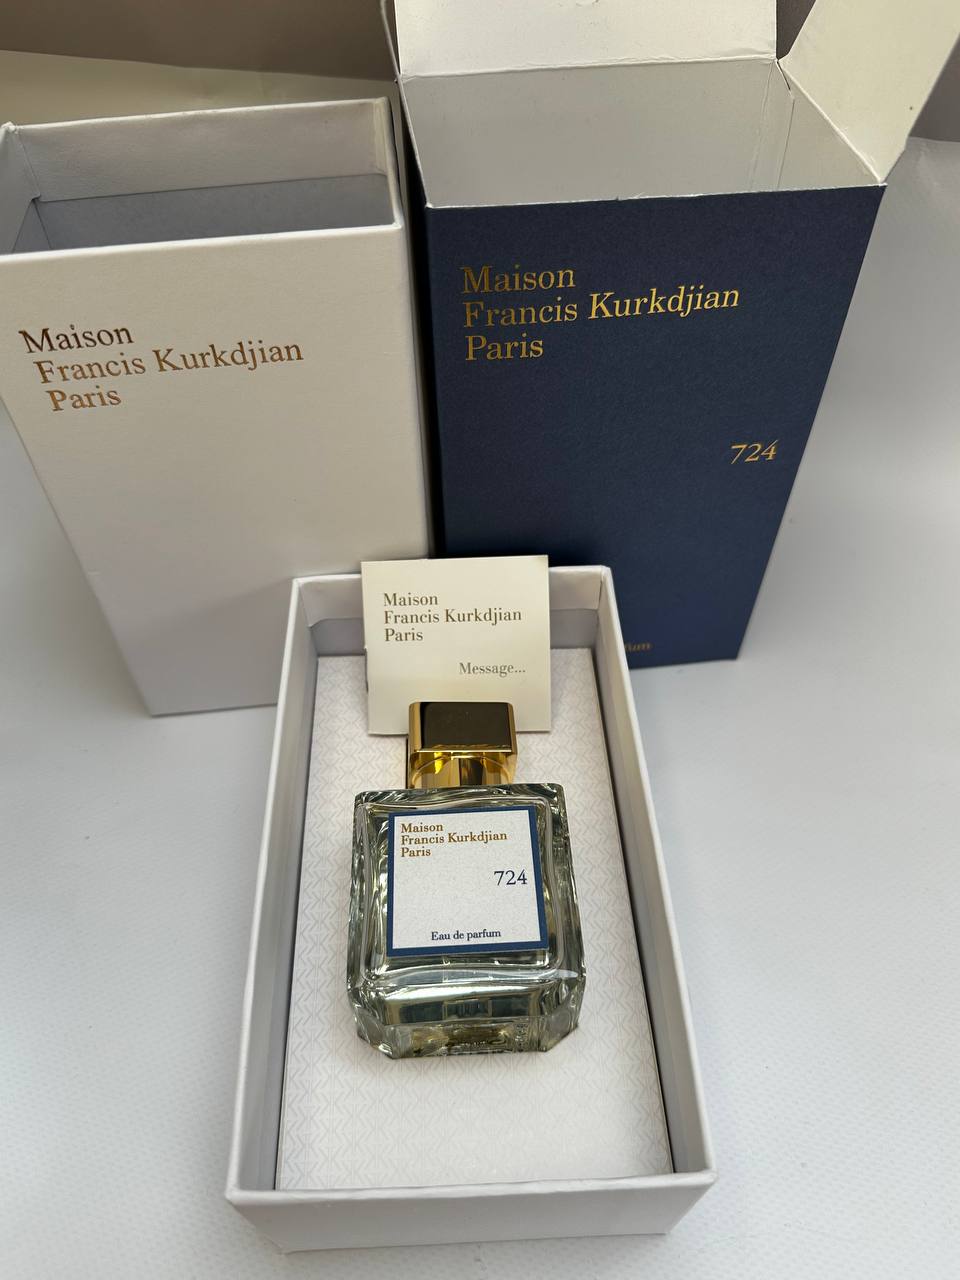 Maison
Francis Kurkdjian
Paris
Maison
Francis Kurkdjian
Paris
724
Maison
Francis Kurkdjian
Paris
Message...
Maison
Francis Kurkdjian
Paris
724
Eau de parfum